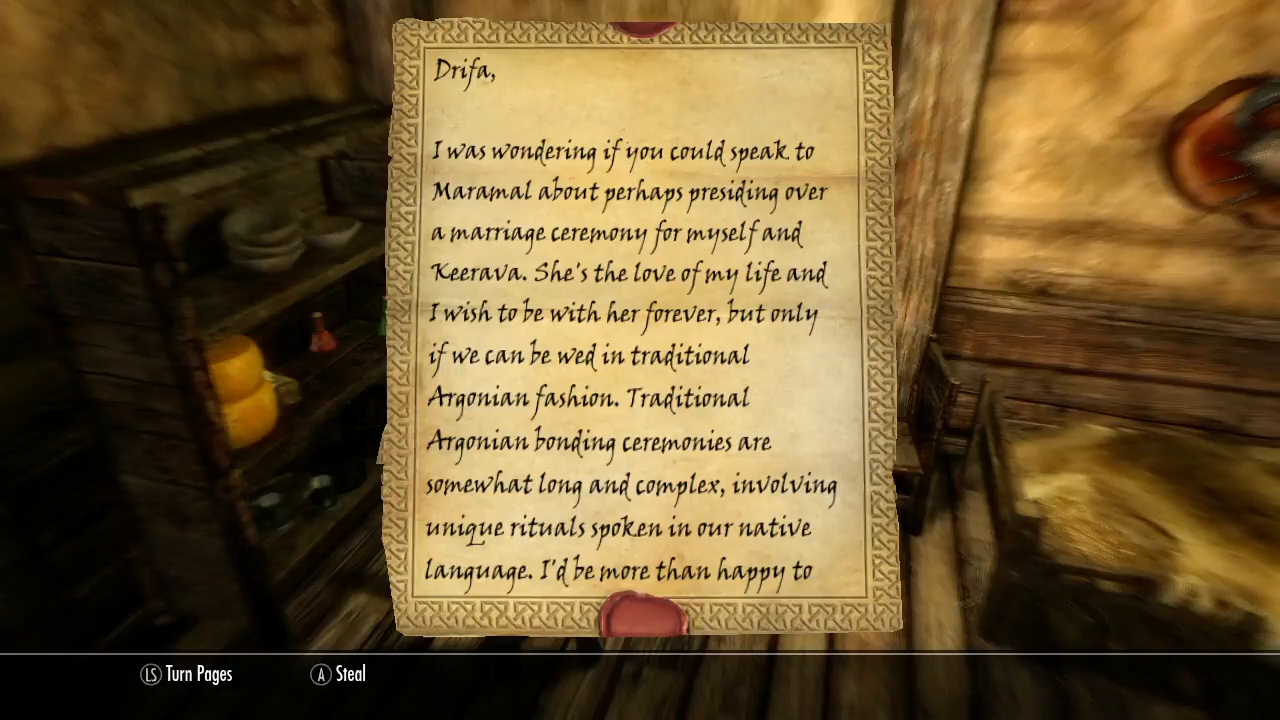 Drifa,
I was wondering if you could speak to
Maramal about perhaps presiding over
a marriage ceremony for myself and
Keerava. She's the love of my life and
I wish to be with her forever, but only
if we can be wed in traditional
Argonian fashion. Traditional
Argonian bonding ceremonies are
somewhat long and complex, involving
unique rituals spoken in our native
language. I'd be more than happy to
LS Turn Pages A Steal